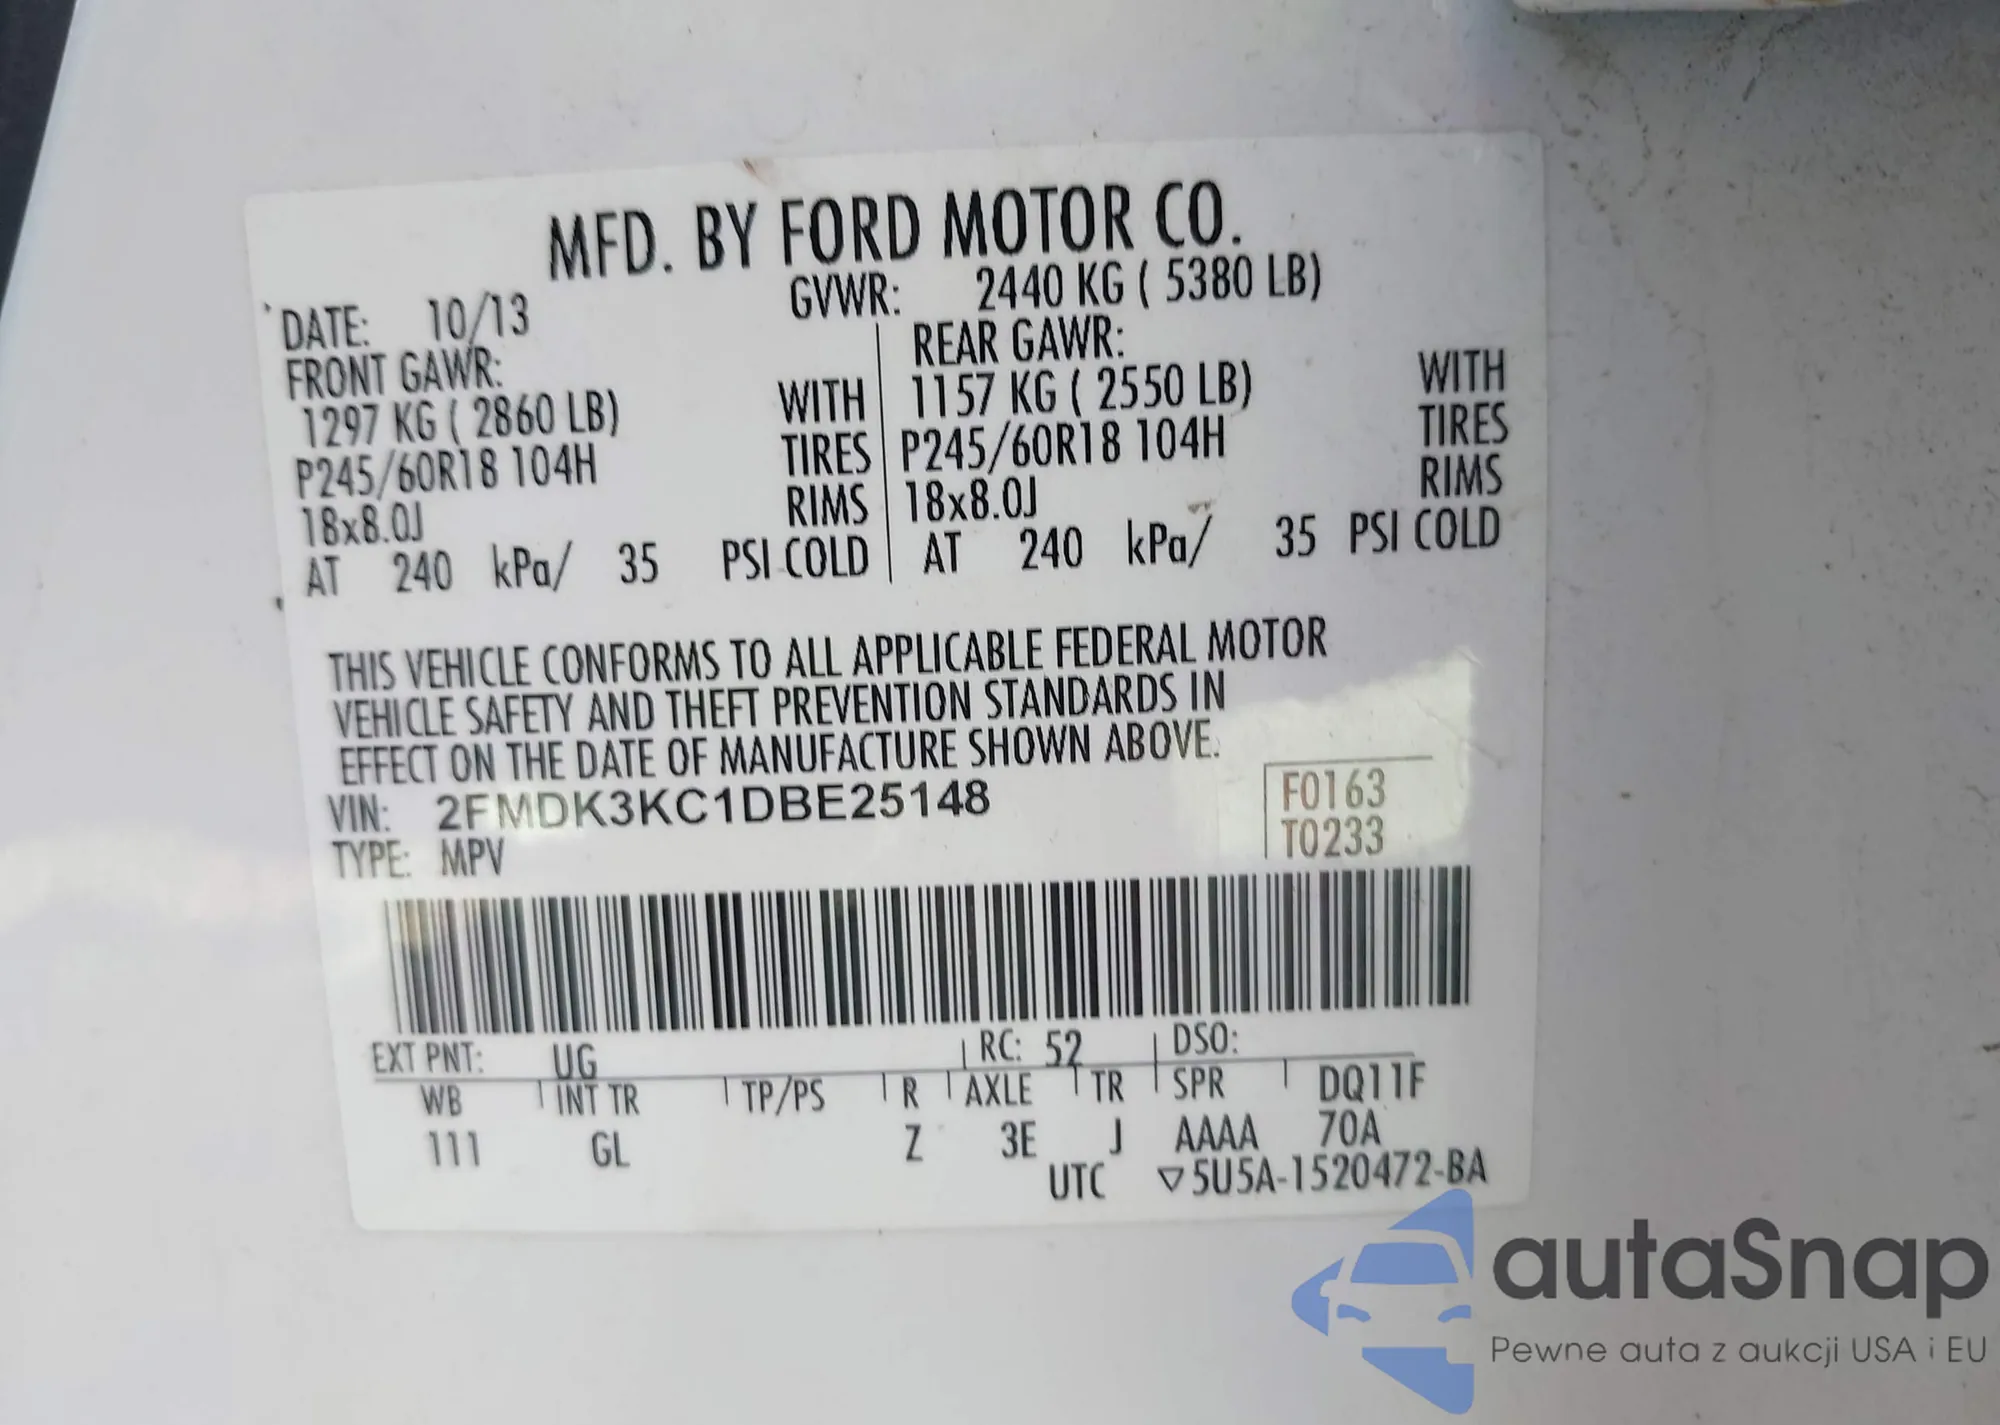 MFD. BY FORD MOTOR CO.
DATE: 10/13 GVWR: 2440 KG ( 5380 LB)
FRONT GAWR: REAR GAWR:
1297 KG ( 2860 LB) WITH 1157 KG ( 2550 LB) WITH
P245/60R18 104H TIRES P245/60R18 104H TIRES
18x8.0J RIMS 18x8.0J RIMS
AT 240 kPa/ 35 PSI COLD AT 240 kPa/ 35 PSI COLD
THIS VEHICLE CONFORMS TO ALL APPLICABLE FEDERAL MOTOR
VEHICLE SAFETY AND THEFT PREVENTION STANDARDS IN
EFFECT ON THE DATE OF MANUFACTURE SHOWN ABOVE.
VIN: 2FMDK3KC1DBE25148 F0163
TYPE: MPV T0233
EXT PNT: UG RC: 52 DSO:
WB INT TR TP/PS R AXLE TR SPR DQ11F
111 GL Z 3E J AAAA 70A
UTC ▽5U5A-1520472-BA
autaSnap
Pewne auta z aukcji USA i EU